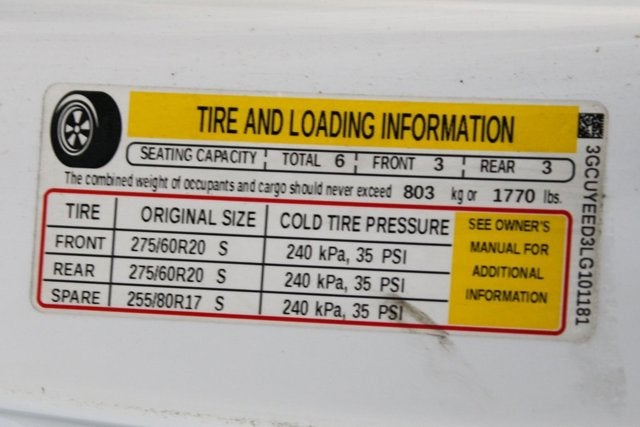 TIRE AND LOADING INFORMATION
SEATING CAPACITY TOTAL 6 FRONT 3 REAR 3
The combined weight of occupants and cargo should never exceed 803 kg or 1770 lbs.
TIRE ORIGINAL SIZE COLD TIRE PRESSURE
FRONT 275/60R20 S 240 kPa, 35 PSI
REAR 275/60R20 S 240 kPa, 35 PSI
SPARE 255/80R17 S 240 kPa, 35 PSI
SEE OWNER'S
MANUAL FOR
ADDITIONAL
INFORMATION
3GCUYEED3LG101181